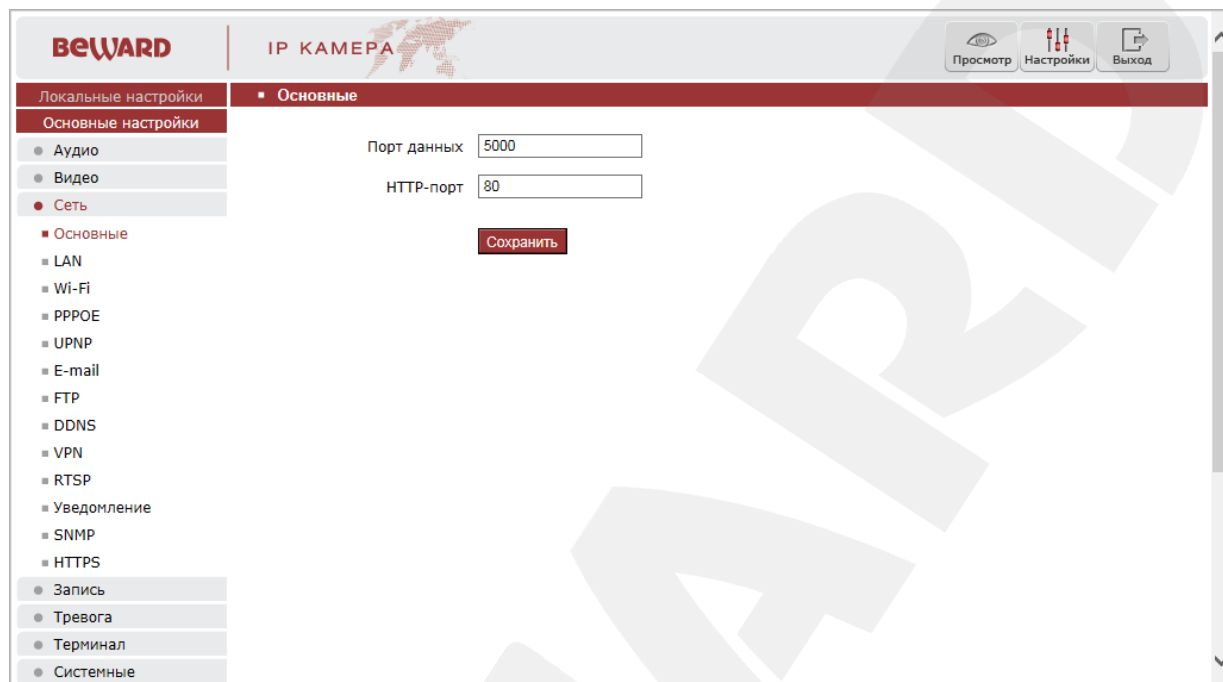 BEWARD
IP КАМЕРА
Просмотр
Настройки
Выход
Локальные настройки
Основные настройки
Аудио
Видео
Сеть
Основные
LAN
Wi-Fi
PPPOE
UPNP
E-mail
FTP
DDNS
VPN
RTSP
Уведомление
SNMP
HTTPS
Запись
Тревога
Терминал
Системные
Основные
Порт данных 5000
HTTP-порт 80
Сохранить